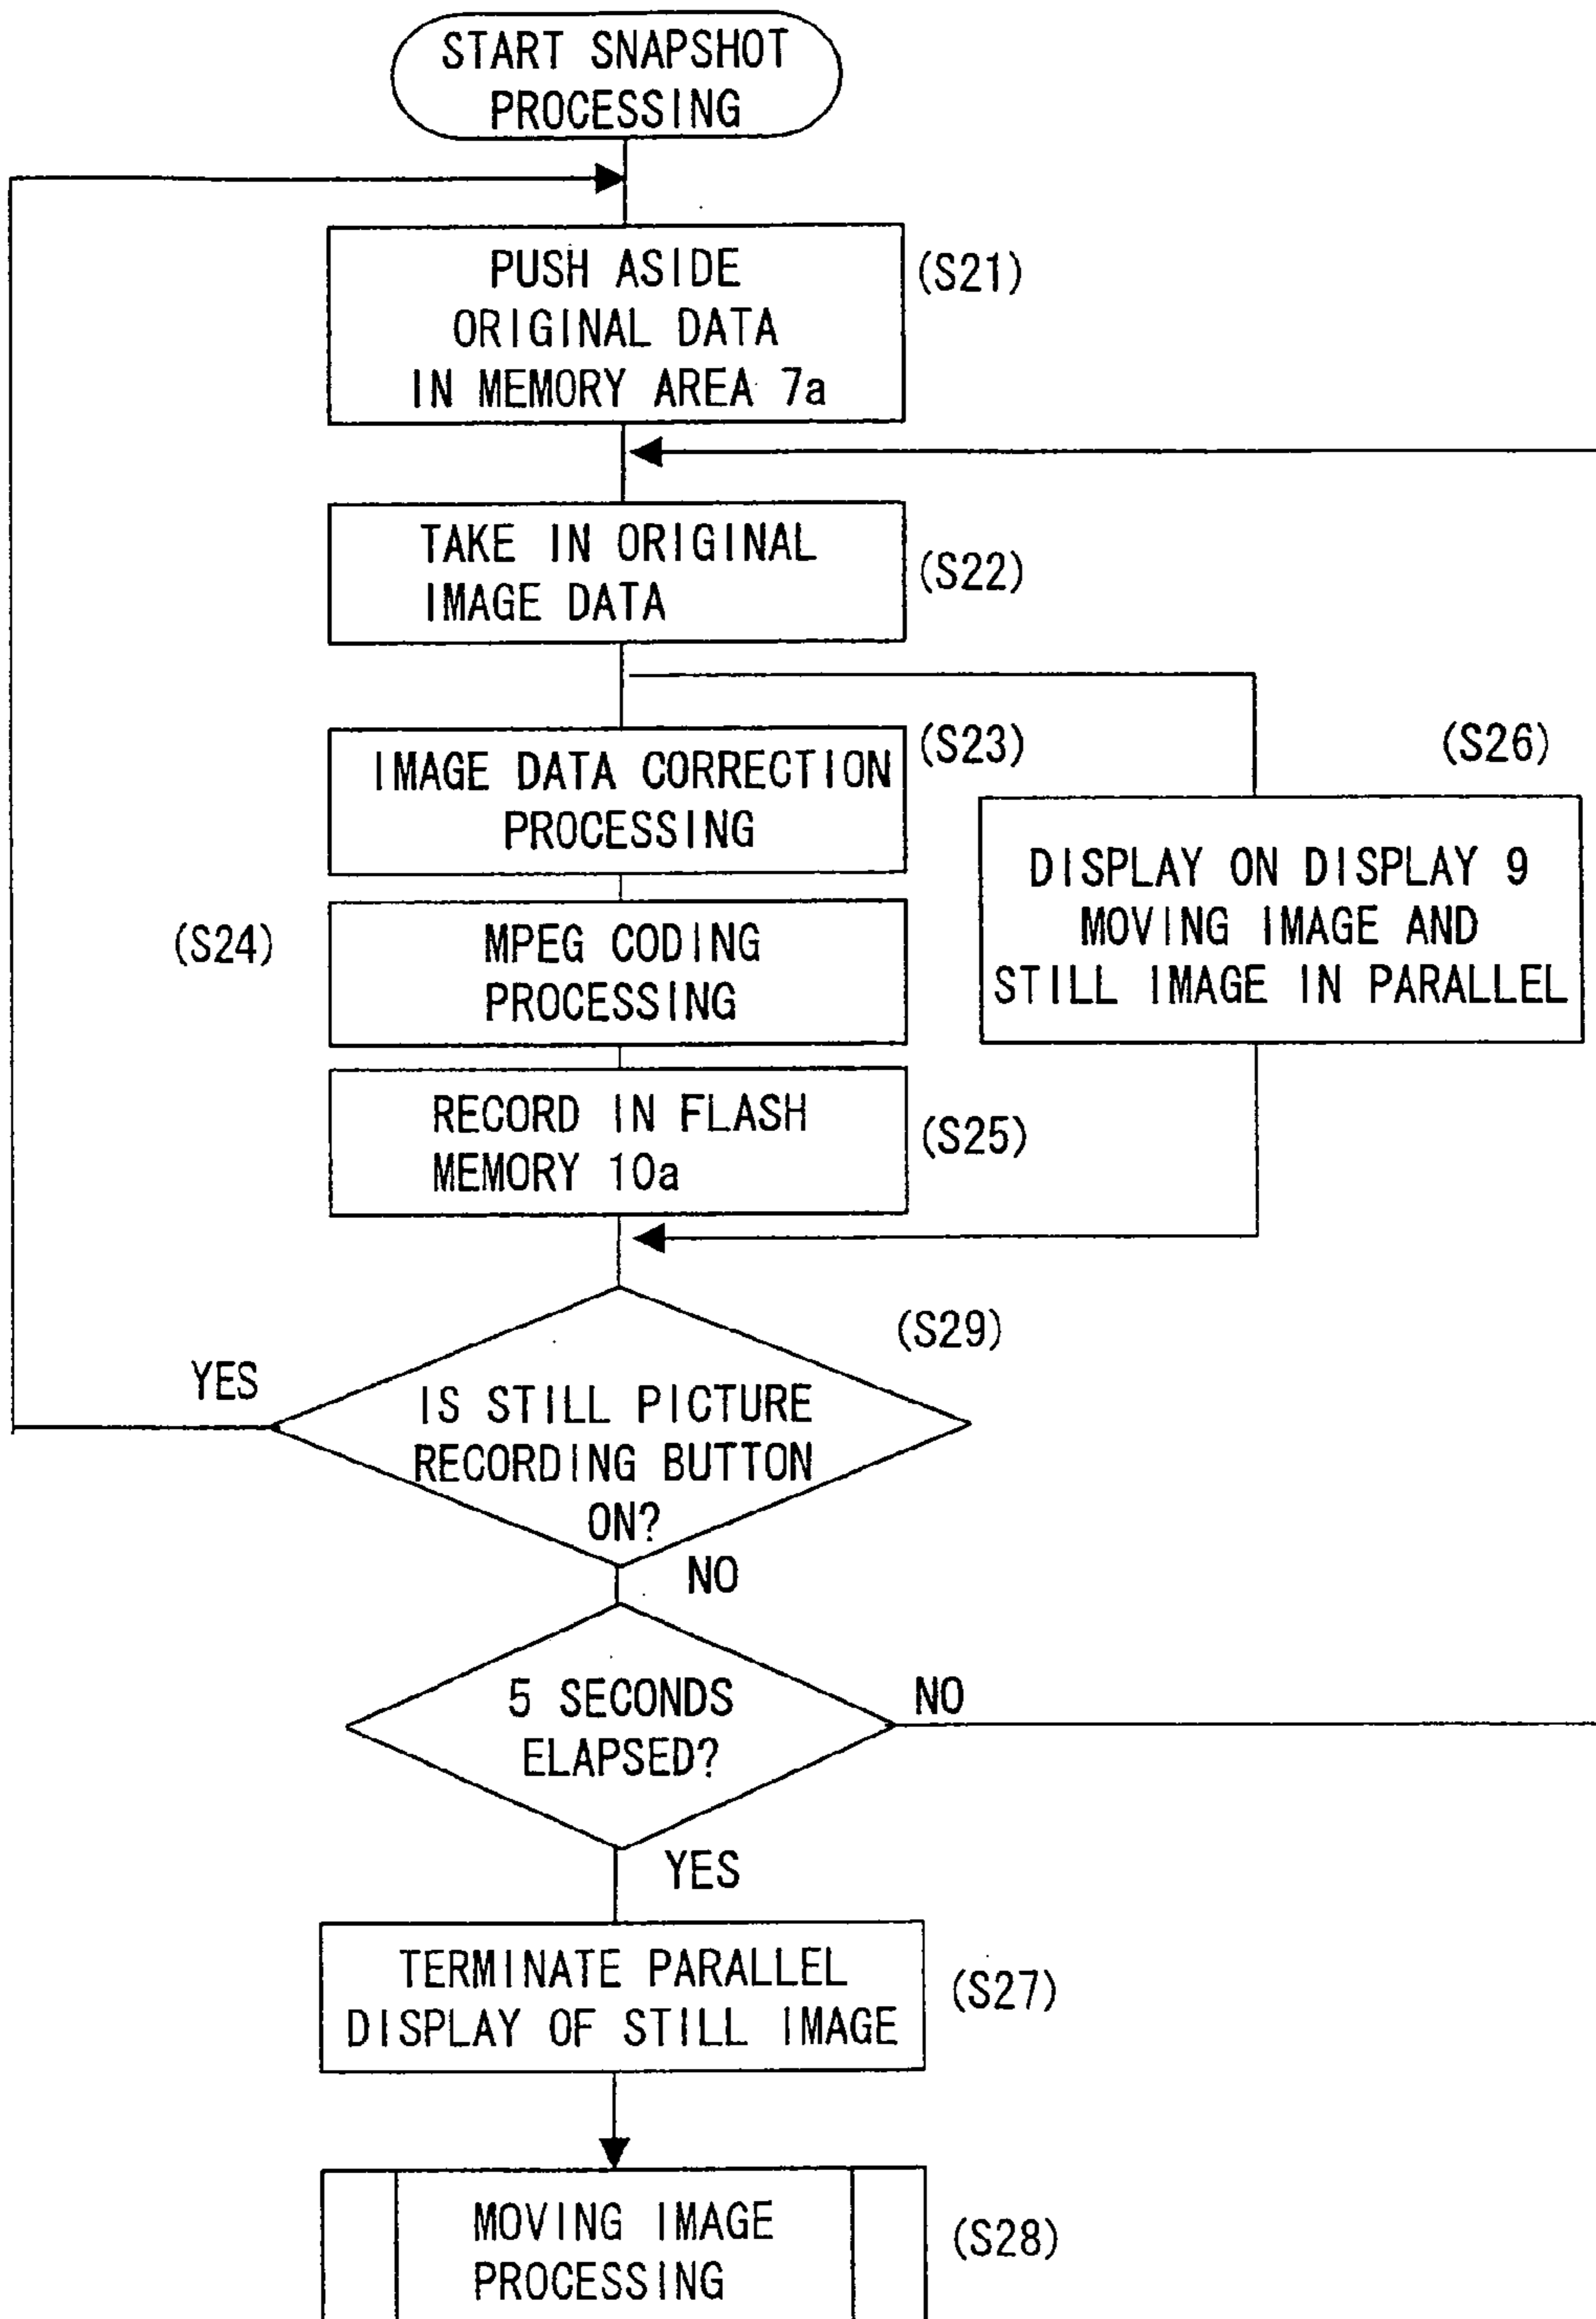 START SNAPSHOT
PROCESSING
PUSH ASIDE
ORIGINAL DATA
IN MEMORY AREA 7a
(S21)
TAKE IN ORIGINAL
IMAGE DATA
(S22)
IMAGE DATA CORRECTION
PROCESSING
(S23)
(S26)
DISPLAY ON DISPLAY 9
MOVING IMAGE AND
STILL IMAGE IN PARALLEL
(S24)
MPEG CODING
PROCESSING
RECORD IN FLASH
MEMORY 10a
(S25)
(S29)
YES
IS STILL PICTURE
RECORDING BUTTON
ON?
NO
5 SECONDS
ELAPSED?
NO
YES
TERMINATE PARALLEL
DISPLAY OF STILL IMAGE
(S27)
MOVING IMAGE
PROCESSING
(S28)